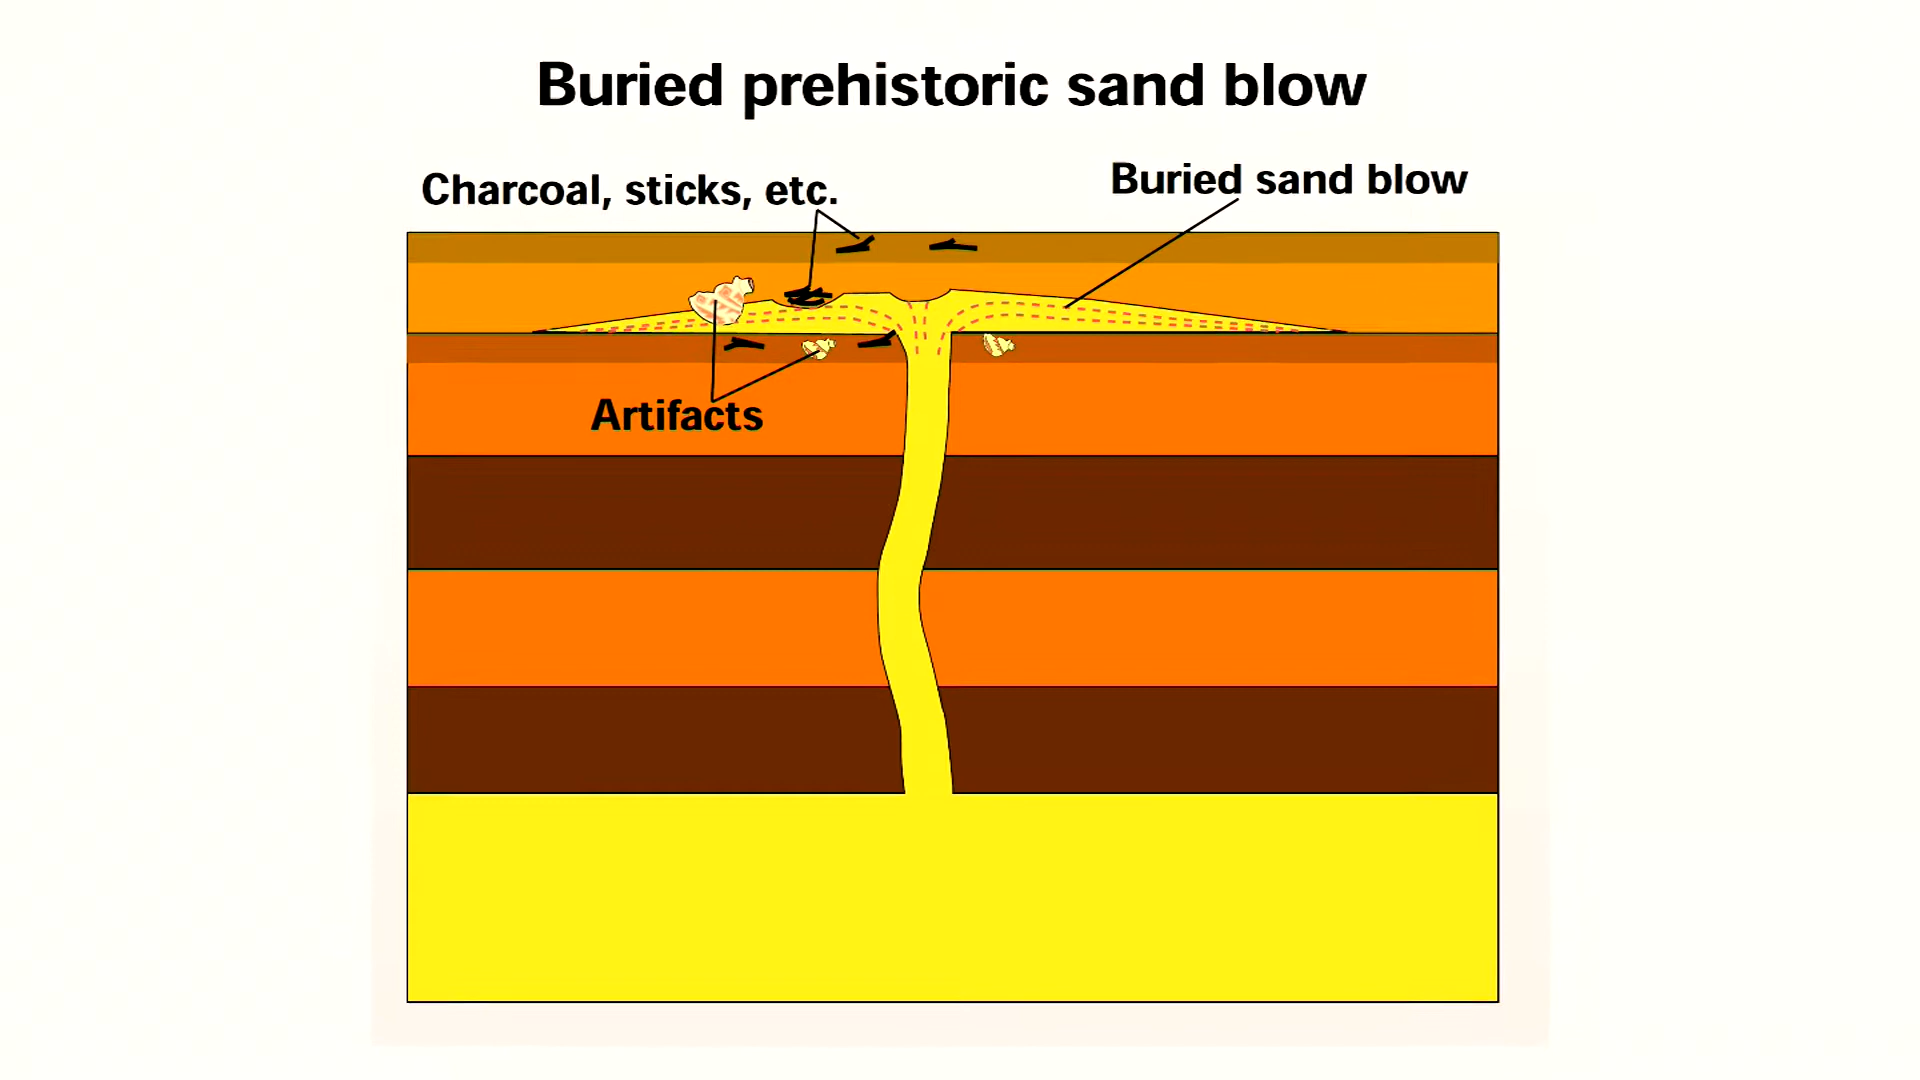 Buried prehistoric sand blow
Charcoal, sticks, etc.
Buried sand blow
Artifacts